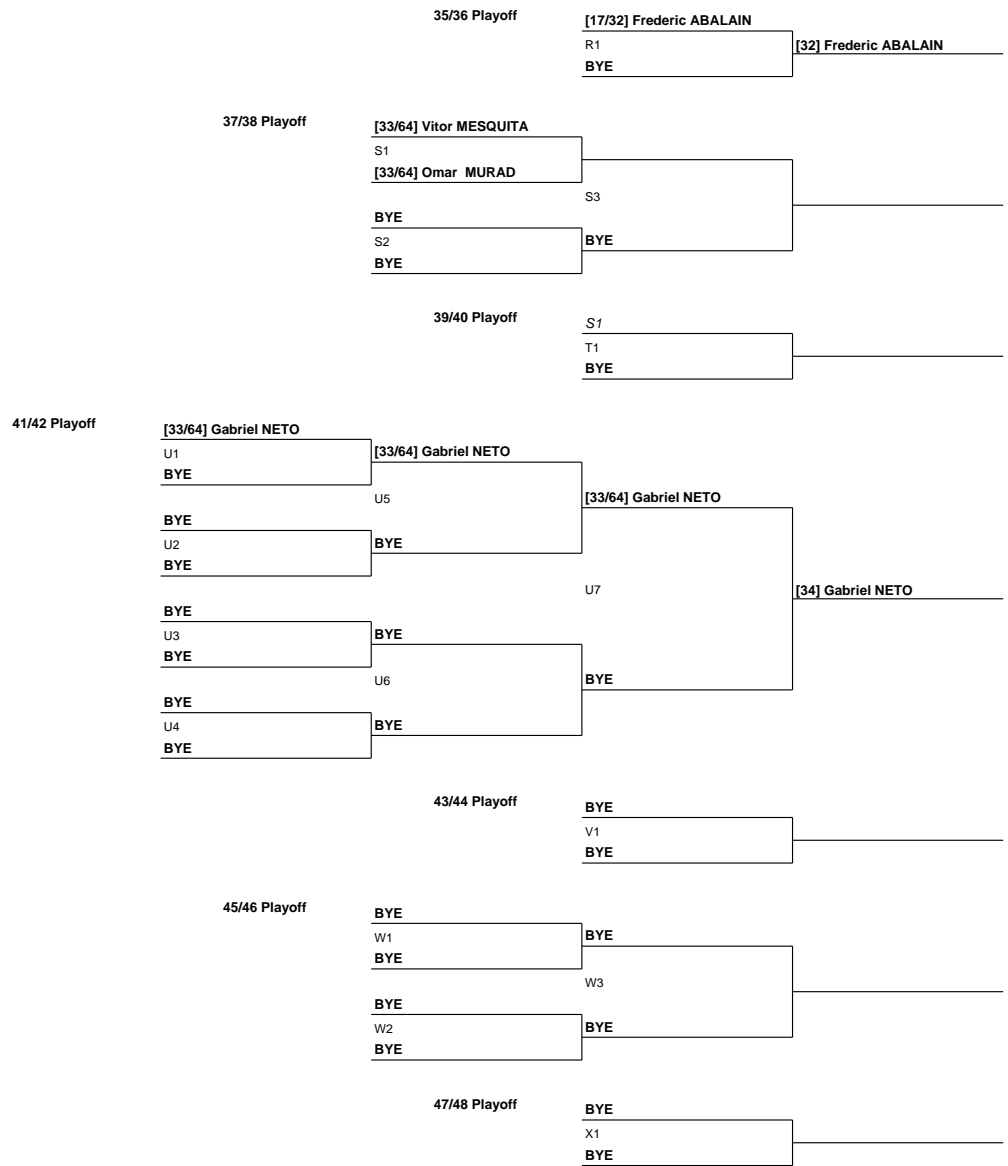 35/36 Playoff
[17/32] Frederic ABALAIN
R1
[32] Frederic ABALAIN
BYE
37/38 Playoff
[33/64] Vitor MESQUITA
S1
[33/64] Omar MURAD
S3
BYE
S2
BYE
BYE
39/40 Playoff
S1
T1
BYE
41/42 Playoff
[33/64] Gabriel NETO
U1
[33/64] Gabriel NETO
BYE
U5
[33/64] Gabriel NETO
BYE
U2
BYE
BYE
U7
[34] Gabriel NETO
BYE
U3
BYE
BYE
U6
BYE
BYE
U4
BYE
BYE
43/44 Playoff
BYE
V1
BYE
45/46 Playoff
BYE
W1
BYE
BYE
W3
BYE
W2
BYE
BYE
47/48 Playoff
BYE
X1
BYE